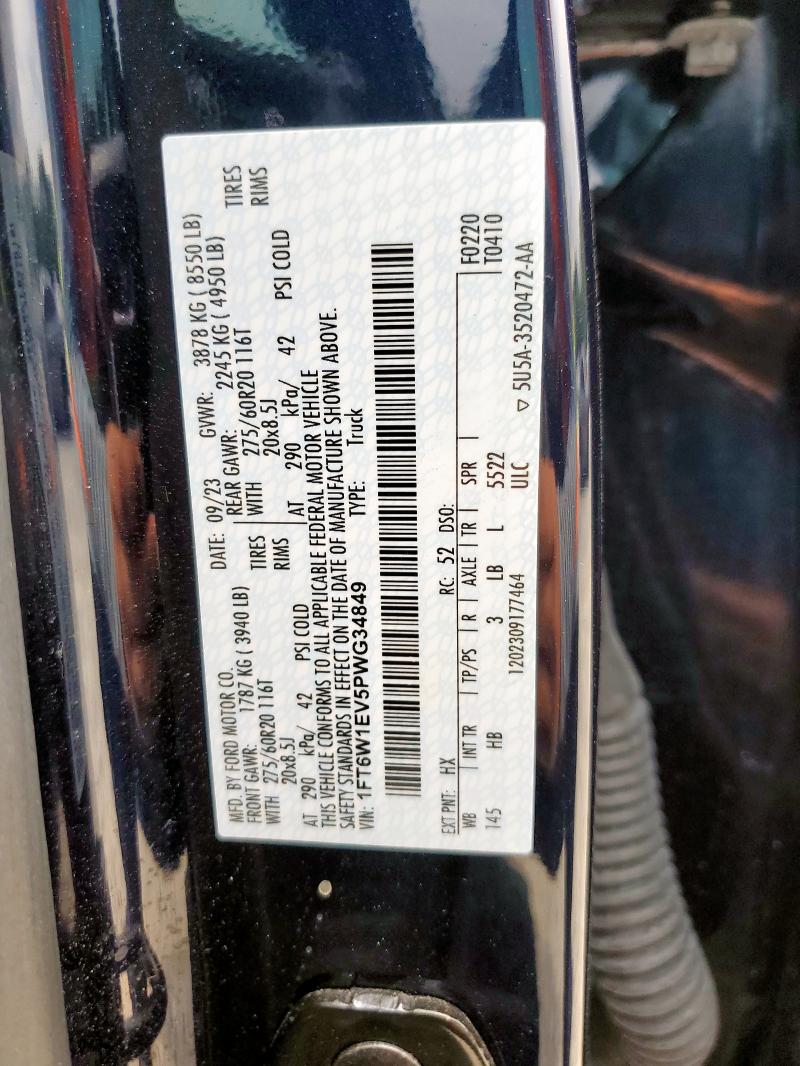 MFD. BY FORD MOTOR CO.
DATE: 09/23 GVWR: 3878 KG ( 8550 LB)
FRONT GAWR: 1787 KG ( 3940 LB) REAR GAWR: 2245 KG ( 4950 LB)
WITH 275/60R20 116T TIRES WITH 275/60R20 116T TIRES
20x8.5J RIMS 20x8.5J RIMS
AT 290 kPa/ 42 PSI COLD AT 290 kPa/ 42 PSI COLD
THIS VEHICLE CONFORMS TO ALL APPLICABLE FEDERAL MOTOR VEHICLE
SAFETY STANDARDS IN EFFECT ON THE DATE OF MANUFACTURE SHOWN ABOVE.
VIN: 1FT6W1EV5PWG34849 TYPE: Truck
EXT PNT: HX RC: 52 DSO: F0220
WB INT TR TP/PS R AXLE TR SPR T0410
145 HB 3 LB L 5522
1202309177464 ULC ▽ 5U5A-3520472-AA